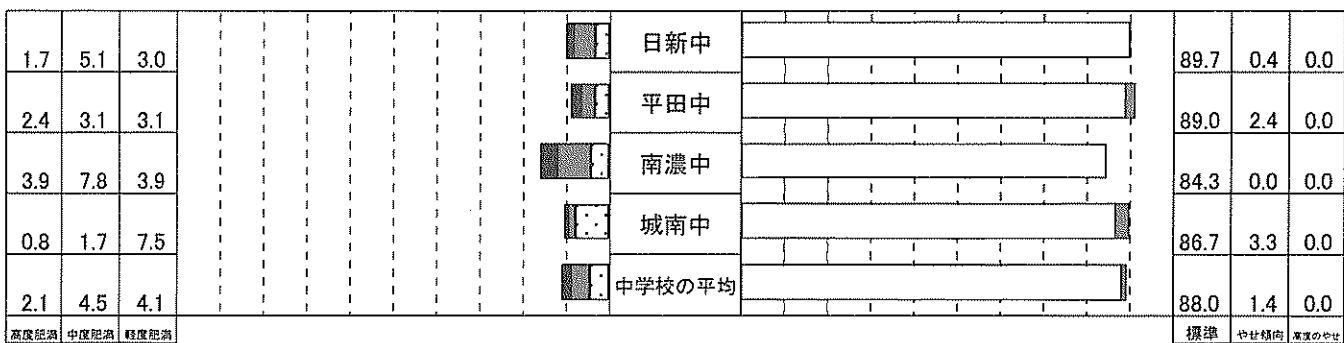 日新中
1.7 5.1 3.0 89.7 0.4 0.0
平田中
2.4 3.1 3.1 89.0 2.4 0.0
南濃中
3.9 7.8 3.9 84.3 0.0 0.0
城南中
0.8 1.7 7.5 86.7 3.3 0.0
中学校の平均
2.1 4.5 4.1 88.0 1.4 0.0
高度肥満 中度肥満 軽度肥満 標準 やせ傾向 高度のやせ